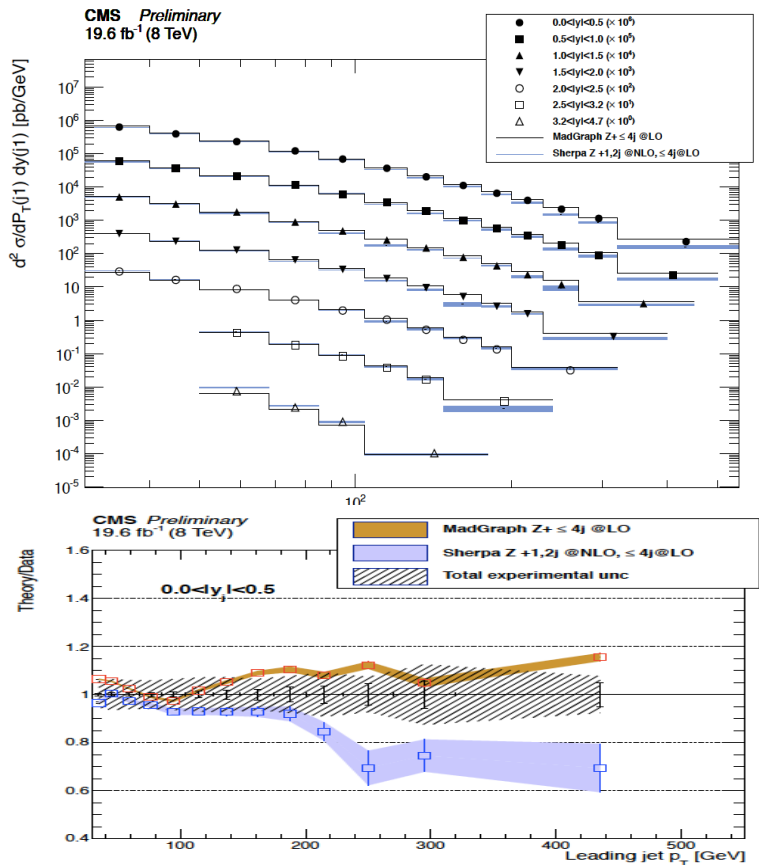 CMS Preliminary
19.6 fb⁻¹ (8 TeV)
0.0<|y|<0.5 (× 10⁶)
0.5<|y|<1.0 (× 10⁵)
1.0<|y|<1.5 (× 10⁴)
1.5<|y|<2.0 (× 10³)
2.0<|y|<2.5 (× 10²)
2.5<|y|<3.2 (× 10¹)
3.2<|y|<4.7 (× 10⁰)
MadGraph Z+ ≤ 4j @LO
Sherpa Z +1,2j @NLO, ≤ 4j@LO
d² σ/dP_T(j1) dy(j1) [pb/GeV]
10⁷
10⁶
10⁵
10⁴
10³
10²
10
1
10⁻¹
10⁻²
10⁻³
10⁻⁴
10⁻⁵
10²
CMS Preliminary
19.6 fb⁻¹ (8 TeV)
MadGraph Z+ ≤ 4j @LO
Sherpa Z +1,2j @NLO, ≤ 4j@LO
Total experimental unc
Theory/Data
0.0<|y_j|<0.5
1.6
1.4
1.2
1
0.8
0.6
0.4
100 200 300 400 500
Leading jet p_T [GeV]